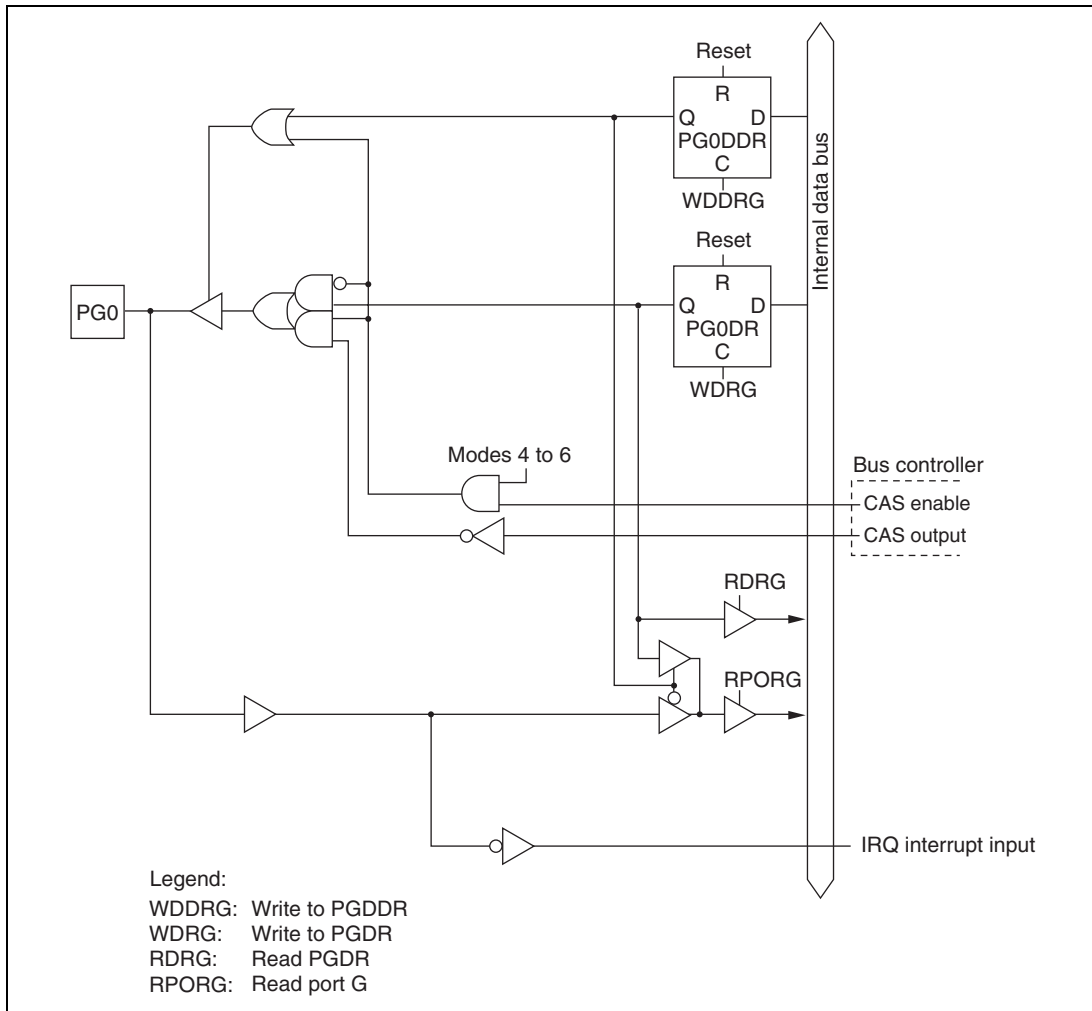 Reset
R
Q D
PG0DDR
C
WDDRG
Internal data bus
Reset
R
Q D
PG0DR
C
WDRG
PG0
Modes 4 to 6
Bus controller
CAS enable
CAS output
RDRG
RPORG
IRQ interrupt input
Legend:
WDDRG: Write to PGDDR
WDRG: Write to PGDR
RDRG: Read PGDR
RPORG: Read port G